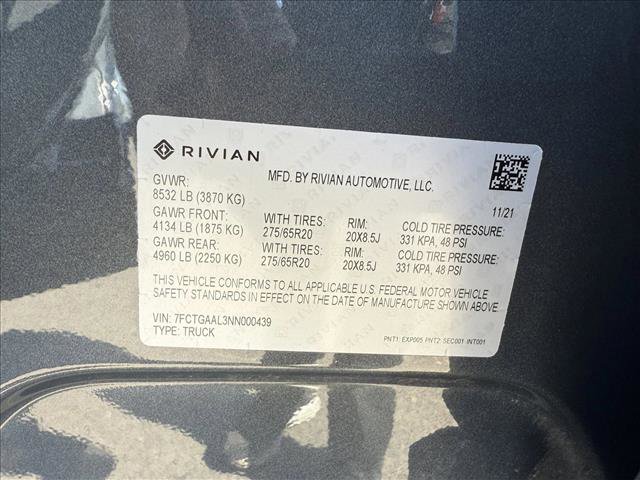 RIVIAN
MFD. BY RIVIAN AUTOMOTIVE, LLC.
GVWR:
8532 LB (3870 KG)
11/21
GAWR FRONT: WITH TIRES: RIM: COLD TIRE PRESSURE:
4134 LB (1875 KG) 275/65R20 20X8.5J 331 KPA, 48 PSI
GAWR REAR: WITH TIRES: RIM: COLD TIRE PRESSURE:
4960 LB (2250 KG) 275/65R20 20X8.5J 331 KPA, 48 PSI
THIS VEHICLE CONFORMS TO ALL APPLICABLE U.S. FEDERAL MOTOR VEHICLE
SAFETY STANDARDS IN EFFECT ON THE DATE OF MANUFACTURE SHOWN ABOVE.
VIN: 7FCTGAAL3NN000439
TYPE: TRUCK
PNT1: EXP005 PNT2: SEC001 INT001